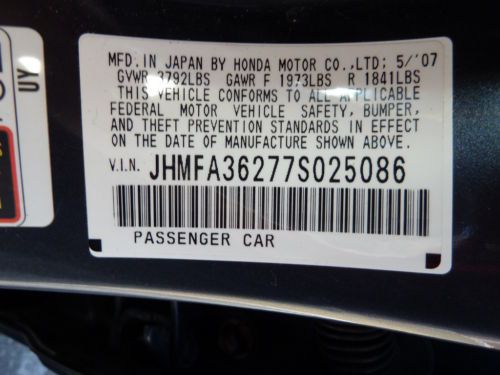 MFD.IN JAPAN BY HONDA MOTOR CO.,LTD; 5/'07
GVWR 3792LBS GAWR F 1973LBS R 1841LBS
THIS VEHICLE CONFORMS TO ALL APPLICABLE
FEDERAL MOTOR VEHICLE SAFETY, BUMPER,
AND THEFT PREVENTION STANDARDS IN EFFECT
ON THE DATE OF MANUFACTURE SHOWN ABOVE.
V.I.N. JHMFA36277S025086
PASSENGER CAR
UY